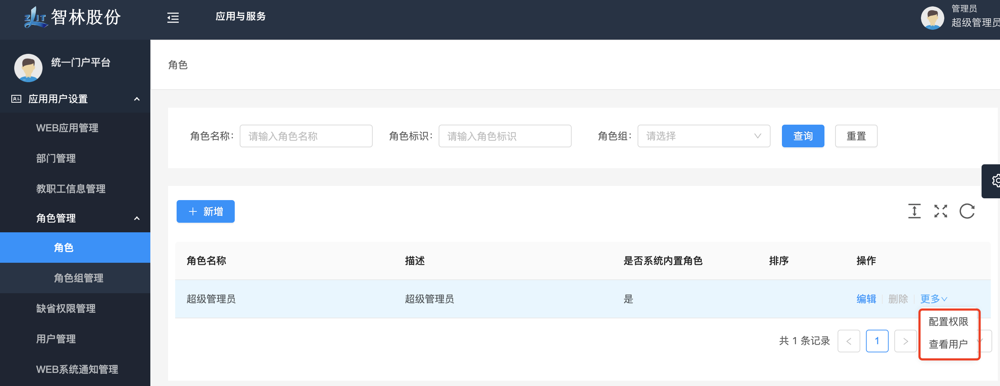 ZLIT 智林股份
应用与服务
管理员
超级管理员
统一门户平台
应用用户设置
WEB应用管理
部门管理
教职工信息管理
角色管理
角色
角色组管理
缺省权限管理
用户管理
WEB系统通知管理
角色
角色名称： 请输入角色名称 角色标识： 请输入角色标识 角色组： 请选择 查询 重置
新增
角色名称 描述 是否系统内置角色 排序 操作
超级管理员 超级管理员 是 编辑 删除 更多
配置权限
查看用户
共 1 条记录 < 1 >